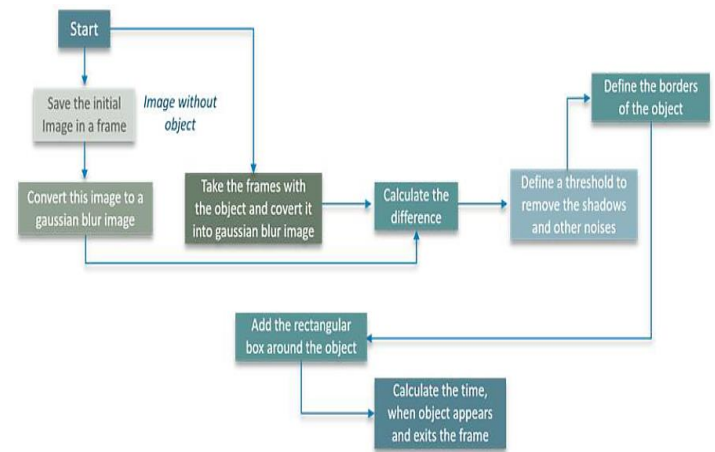 Start
Save the initial
Image in a frame
Image without
object
Convert this image to a
gaussian blur image
Take the frames with
the object and covert it
into gaussian blur image
Calculate the
difference
Define a threshold to
remove the shadows
and other noises
Define the borders
of the object
Add the rectangular
box around the object
Calculate the time,
when object appears
and exits the frame